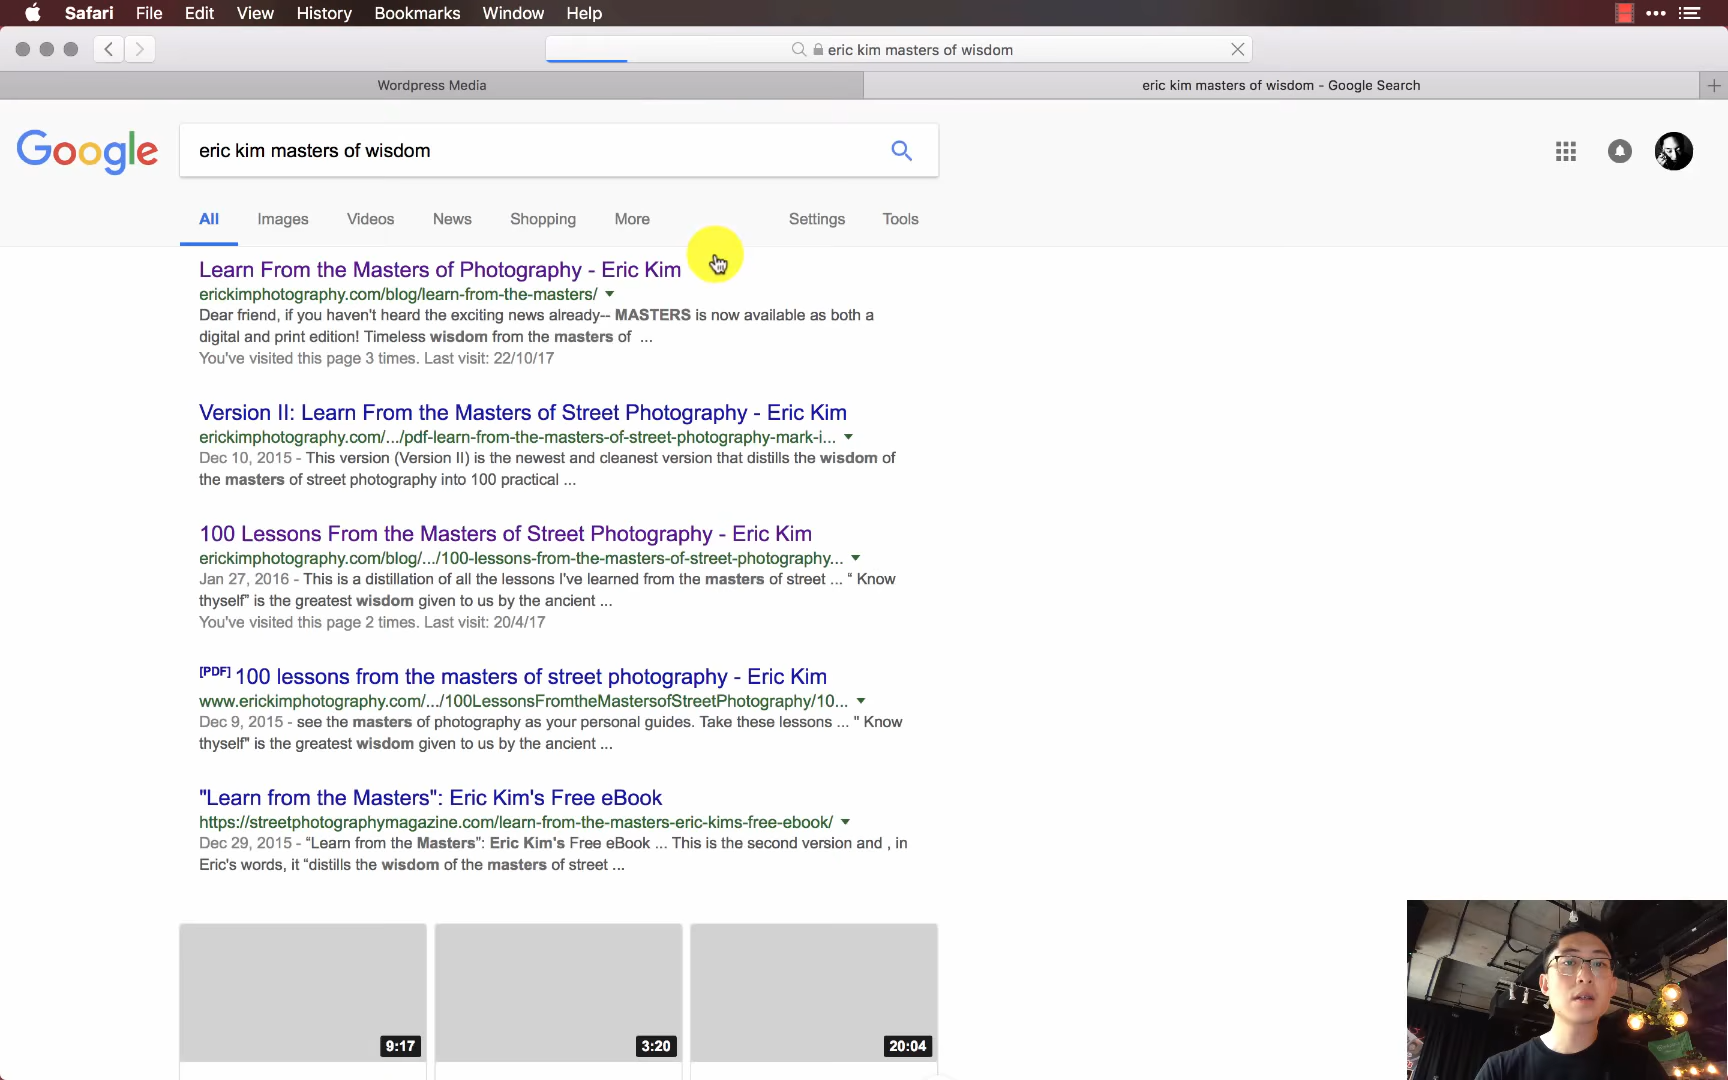 Safari File Edit View History Bookmarks Window Help
eric kim masters of wisdom
Wordpress Media
eric kim masters of wisdom - Google Search
Google
eric kim masters of wisdom
All Images Videos News Shopping More Settings Tools
Learn From the Masters of Photography - Eric Kim
erickimphotography.com/blog/learn-from-the-masters/
Dear friend, if you haven't heard the exciting news already-- MASTERS is now available as both a
digital and print edition! Timeless wisdom from the masters of ...
You've visited this page 3 times. Last visit: 22/10/17
Version II: Learn From the Masters of Street Photography - Eric Kim
erickimphotography.com/.../pdf-learn-from-the-masters-of-street-photography-mark-i...
Dec 10, 2015 - This version (Version II) is the newest and cleanest version that distills the wisdom of
the masters of street photography into 100 practical ...
100 Lessons From the Masters of Street Photography - Eric Kim
erickimphotography.com/blog/.../100-lessons-from-the-masters-of-street-photography...
Jan 27, 2016 - This is a distillation of all the lessons I've learned from the masters of street ... “ Know
thyself” is the greatest wisdom given to us by the ancient ...
You've visited this page 2 times. Last visit: 20/4/17
[PDF] 100 lessons from the masters of street photography - Eric Kim
www.erickimphotography.com/.../100LessonsFromtheMastersofStreetPhotography/10...
Dec 9, 2015 - see the masters of photography as your personal guides. Take these lessons ... " Know
thyself" is the greatest wisdom given to us by the ancient ...
"Learn from the Masters": Eric Kim's Free eBook
https://streetphotographymagazine.com/learn-from-the-masters-eric-kims-free-ebook/
Dec 29, 2015 - “Learn from the Masters”: Eric Kim's Free eBook ... This is the second version and , in
Eric's words, it “distills the wisdom of the masters of street ...
9:17
3:20
20:04